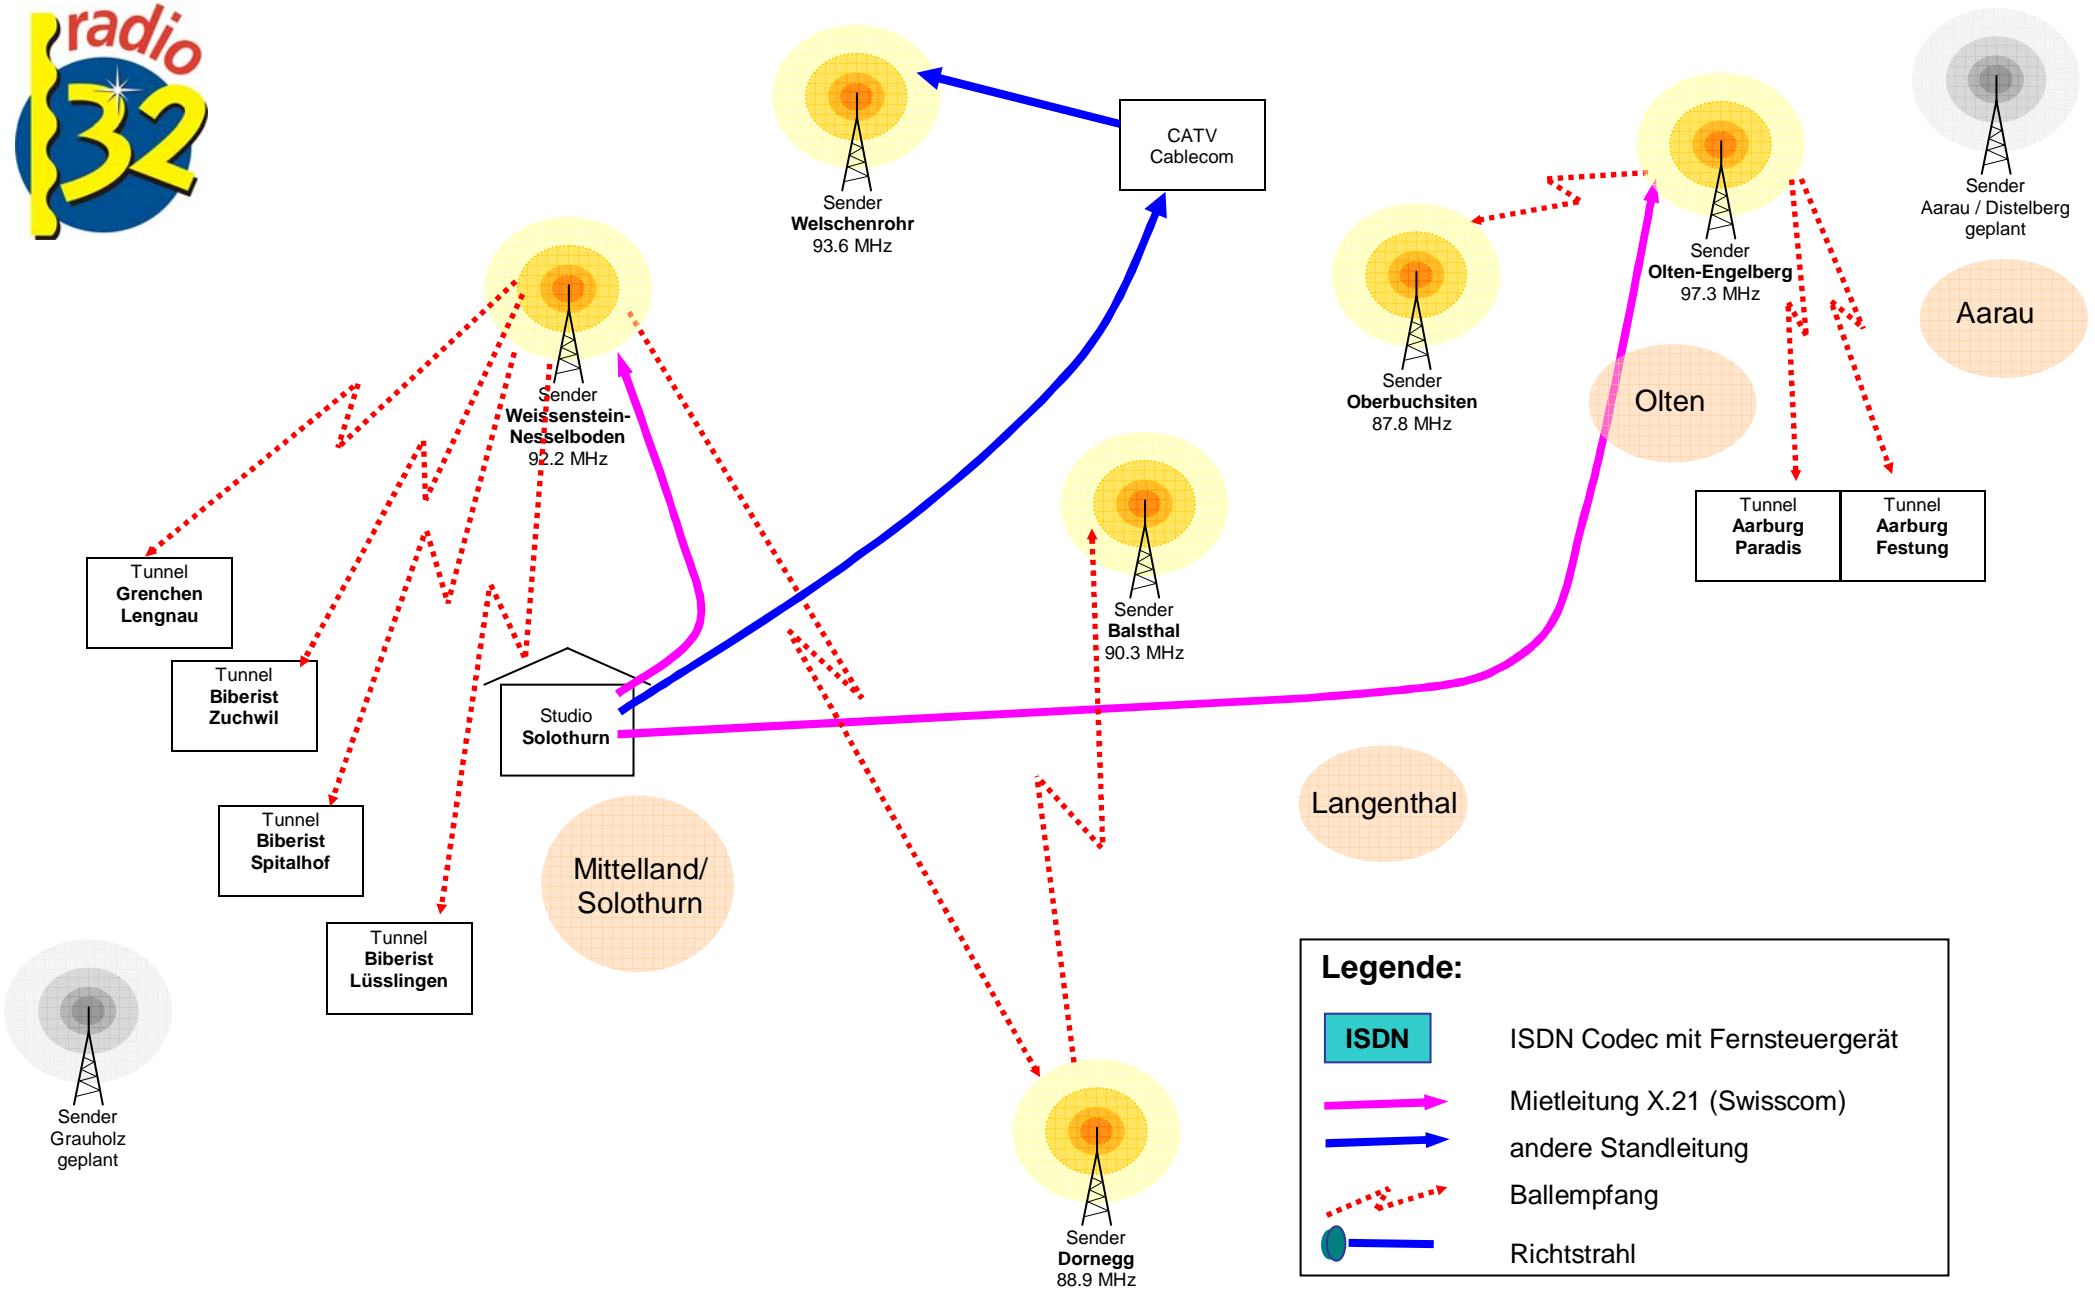 radio
32
Sender
Welschenrohr
93.6 MHz
CATV
Cablecom
Sender
Olten-Engelberg
97.3 MHz
Sender
Aarau / Distelberg
geplant
Sender
Weissenstein-
Nesselboden
92.2 MHz
Sender
Oberbuchsiten
87.8 MHz
Aarau
Olten
Tunnel
Aarburg
Paradis
Tunnel
Aarburg
Festung
Sender
Balsthal
90.3 MHz
Tunnel
Grenchen
Lengnau
Tunnel
Biberist
Zuchwil
Studio
Solothurn
Tunnel
Biberist
Spitalhof
Mittelland/
Solothurn
Langenthal
Tunnel
Biberist
Lüsslingen
Sender
Grauholz
geplant
Sender
Dornegg
88.9 MHz
Legende:
ISDN ISDN Codec mit Fernsteuergerät
Mietleitung X.21 (Swisscom)
andere Standleitung
Ballempfang
Richtstrahl